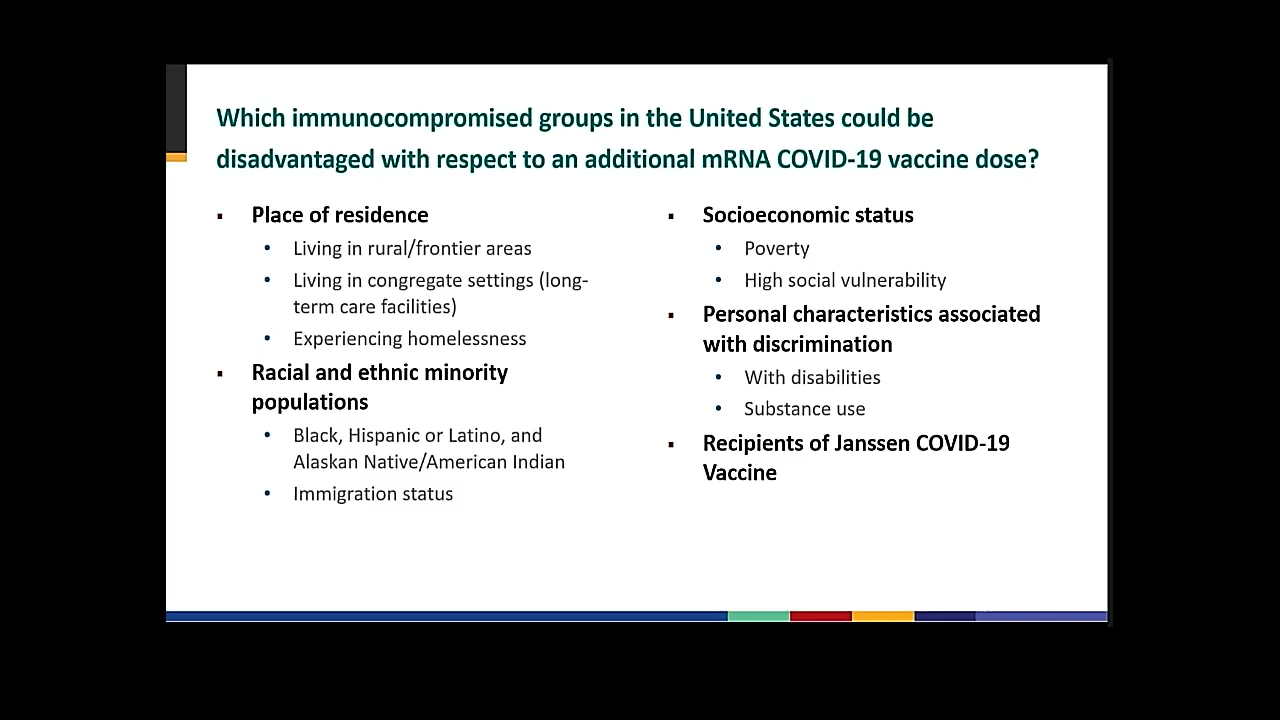 Which immunocompromised groups in the United States could be
disadvantaged with respect to an additional mRNA COVID-19 vaccine dose?
▪ Place of residence
• Living in rural/frontier areas
• Living in congregate settings (long-
term care facilities)
• Experiencing homelessness
▪ Racial and ethnic minority
populations
• Black, Hispanic or Latino, and
Alaskan Native/American Indian
• Immigration status
▪ Socioeconomic status
• Poverty
• High social vulnerability
▪ Personal characteristics associated
with discrimination
• With disabilities
• Substance use
▪ Recipients of Janssen COVID-19
Vaccine